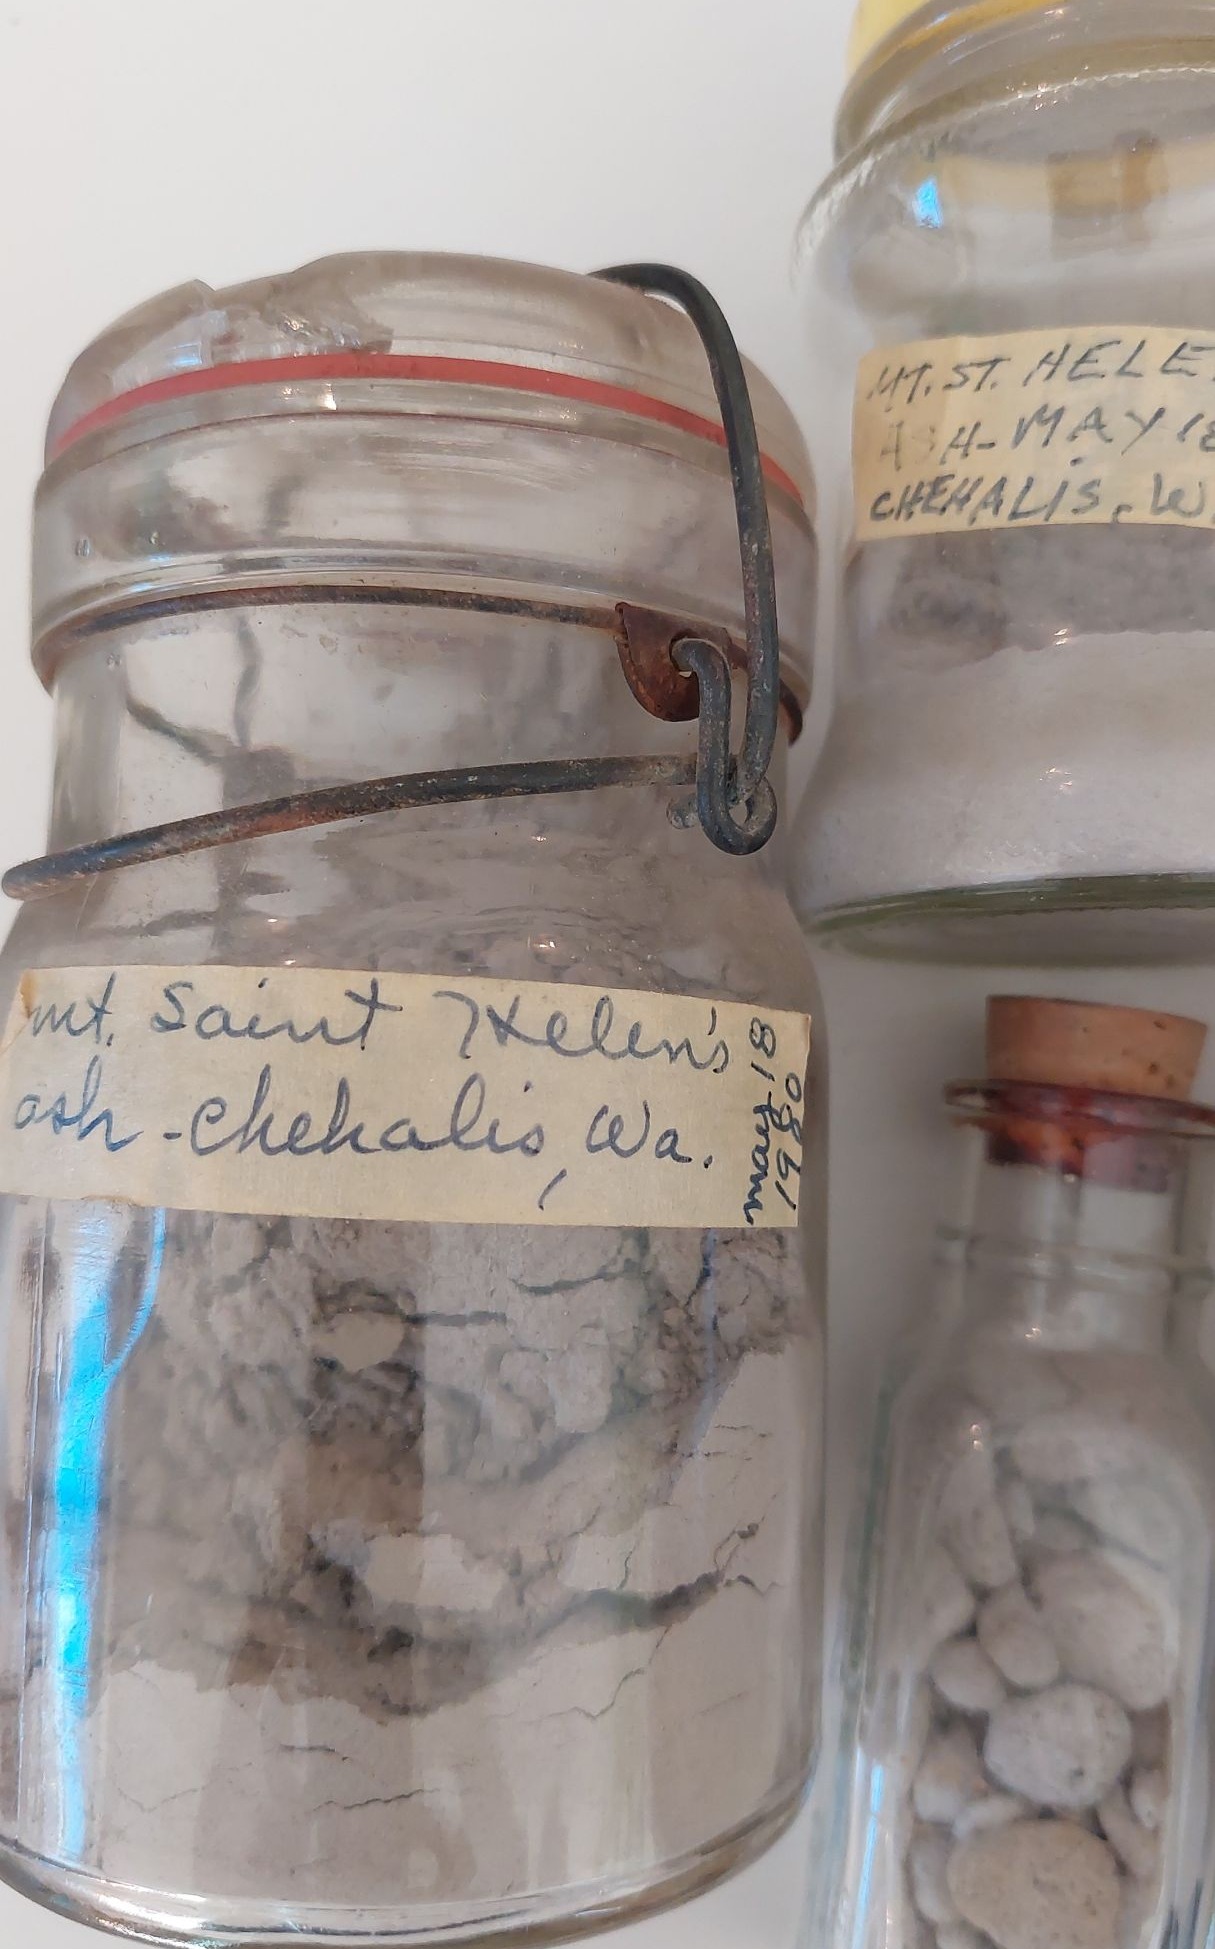 mt. Saint Helen's
ash - Chehalis, Wa.
may 18
1980
MT. ST. HELE
ASH - MAY 18
CHEHALIS, W